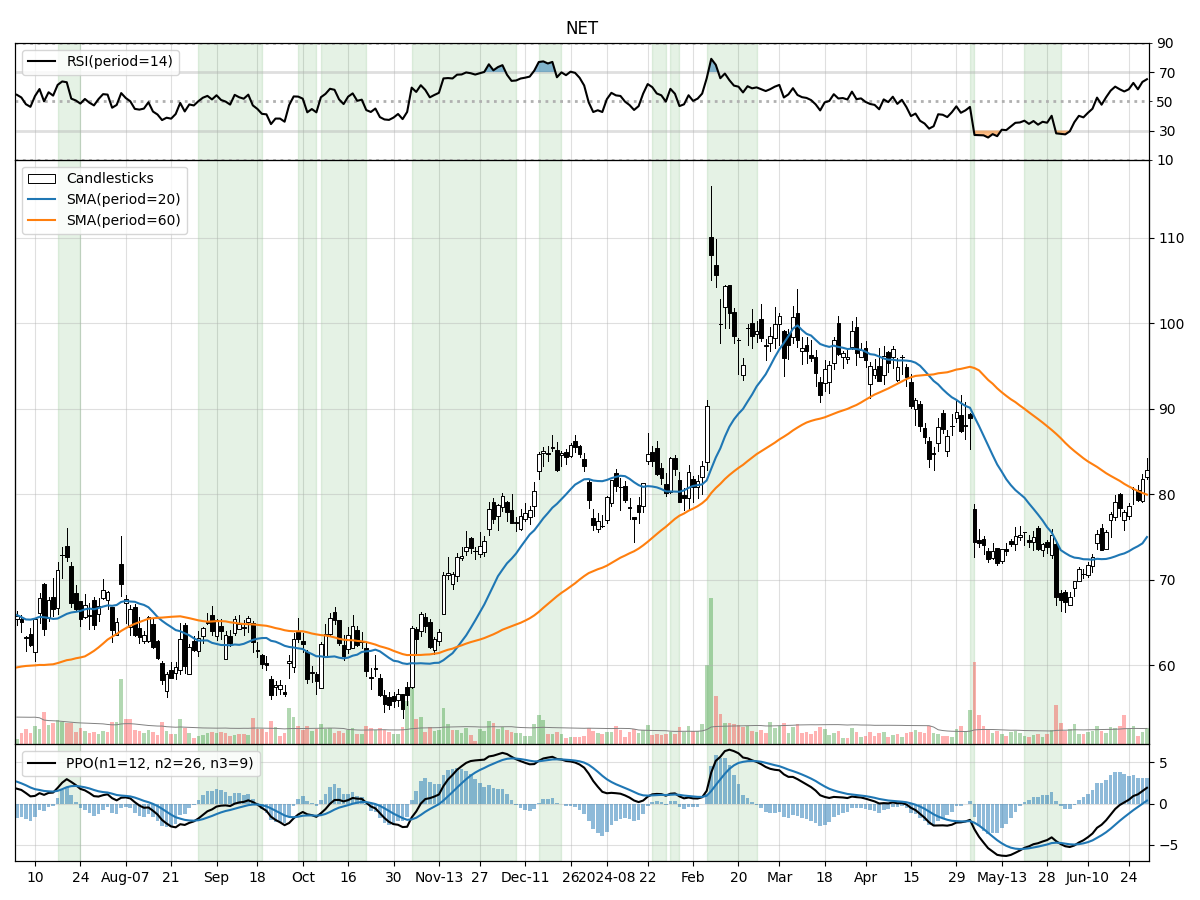 NET
RSI(period=14)
90
70
50
30
10
Candlesticks
SMA(period=20)
SMA(period=60)
110
100
90
80
70
60
PPO(n1=12, n2=26, n3=9)
5
0
−5
10 24 Aug-07 21 Sep 18 Oct 16 30 Nov-13 27 Dec-11 26 2024-08 22 Feb 20 Mar 18 Apr 15 29 May-13 28 Jun-10 24